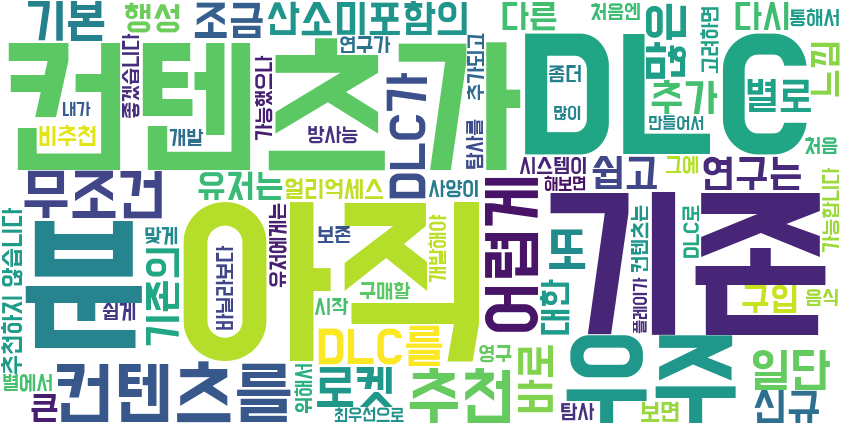 기본
행성
조금
산소미포함의
다른
처음엔
다시
통해서
컨텐츠가
DLC
많은
고려하면
느낌
좋겠습니다
연구가
추가되고
내가
비추천
개발
가능했으나
방사능
DLC가
탐사를
좀더
많이
추가
만들어서
별로
처음
무조건
유저는
얼리억세스
사양이
시스템이
해보면
쉽고
그에
연구는
가능합니다
추천하지 않습니다
뿐
쉽게
맞게
기존의
바닐라보다
아직
유저에게는
보존
시작
구매할
개발해야
어렵게
또
대한
기존
플레이가
컨텐츠는
DLC로
구입
음식
별에서
큰
컨텐츠를
위해서
로켓
DLC를
최우선으로
추천
영구
바로
탐사
우주
보면
일단
신규